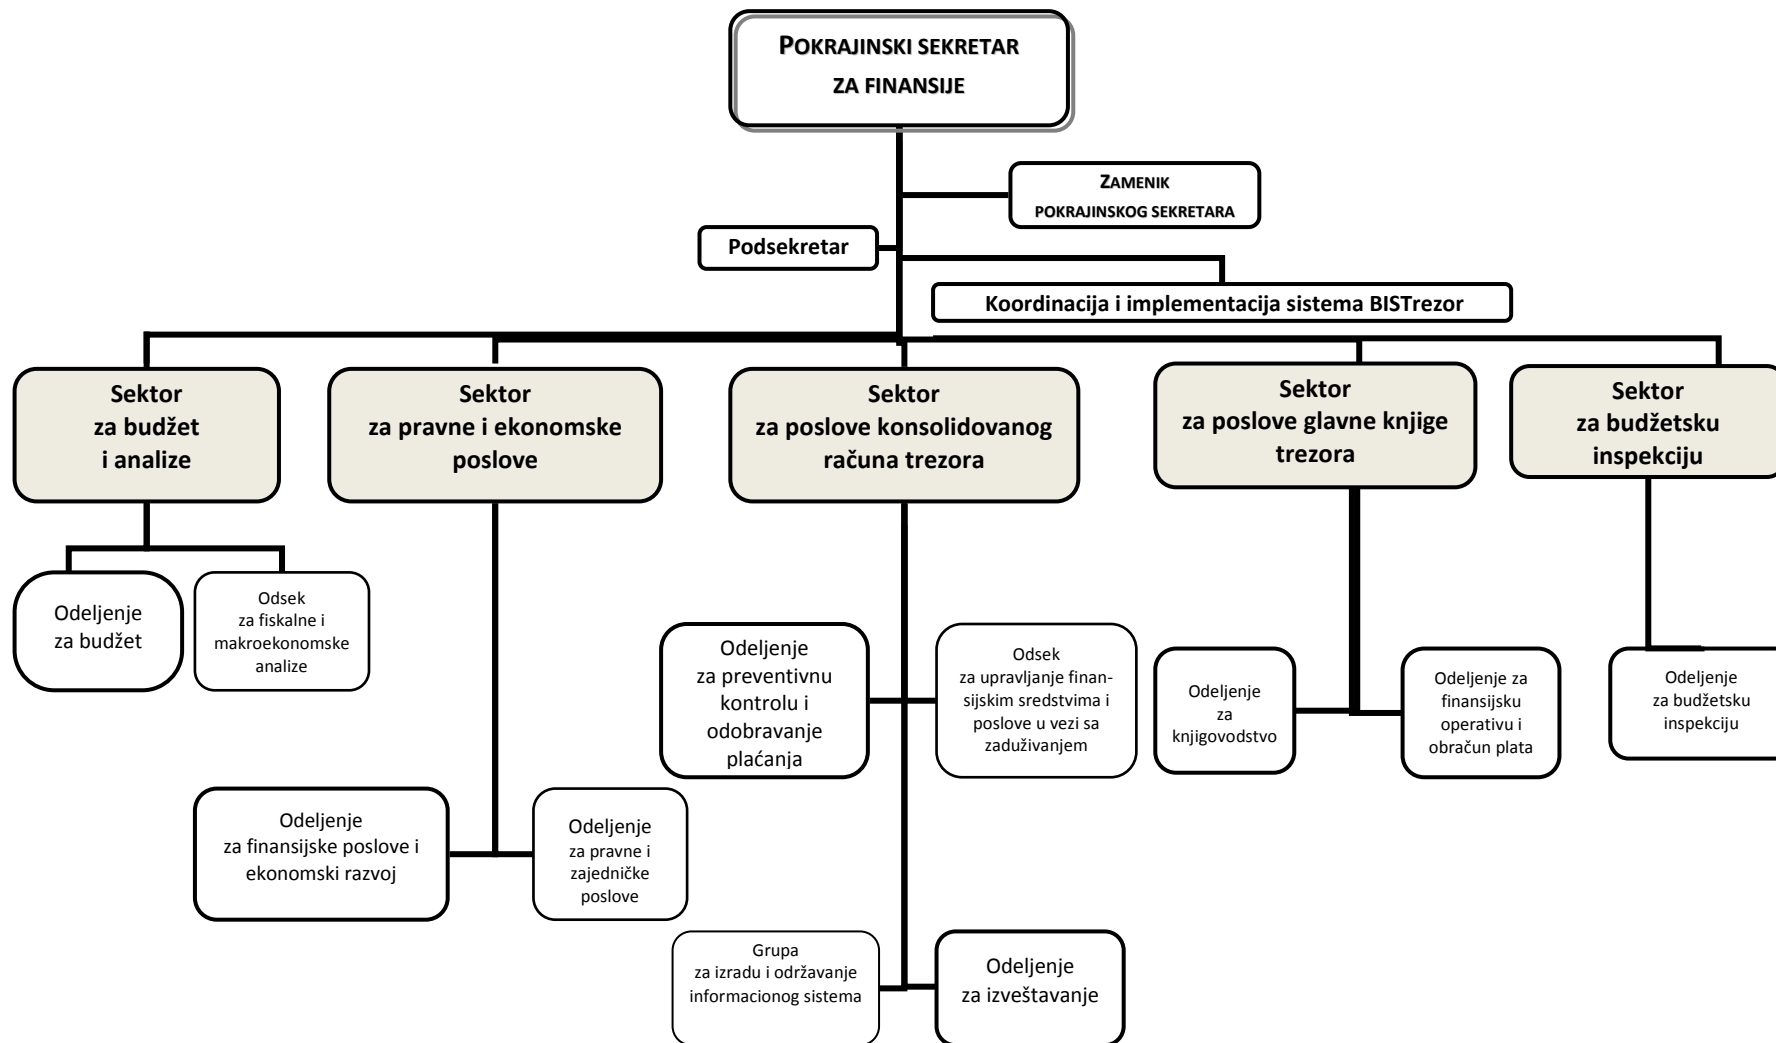 POKRAJINSKI SEKRETAR
ZA FINANSIJE
ZAMENIK
POKRAJINSKOG SEKRETARA
Podsekretar
Koordinacija i implementacija sistema BISTrezor
Sektor
za budžet
i analize
Sektor
za pravne i ekonomske
poslove
Sektor
za poslove konsolidovanog
računa trezora
Sektor
za poslove glavne knjige
trezora
Sektor
za budžetsku
inspekciju
Odeljenje
za budžet
Odsek
za fiskalne i
makroekonomske
analize
Odeljenje
za preventivnu
kontrolu i
odobravanje
plaćanja
Odsek
za upravljanje finan-
sijskim sredstvima i
poslove u vezi sa
zaduživanjem
Odeljenje
za
knjigovodstvo
Odeljenje za
finansijsku
operativu i
obračun plata
Odeljenje
za budžetsku
inspekciju
Odeljenje
za finansijske poslove i
ekonomski razvoj
Odeljenje
za pravne i
zajedničke
poslove
Grupa
za izradu i održavanje
informacionog sistema
Odeljenje
za izveštavanje